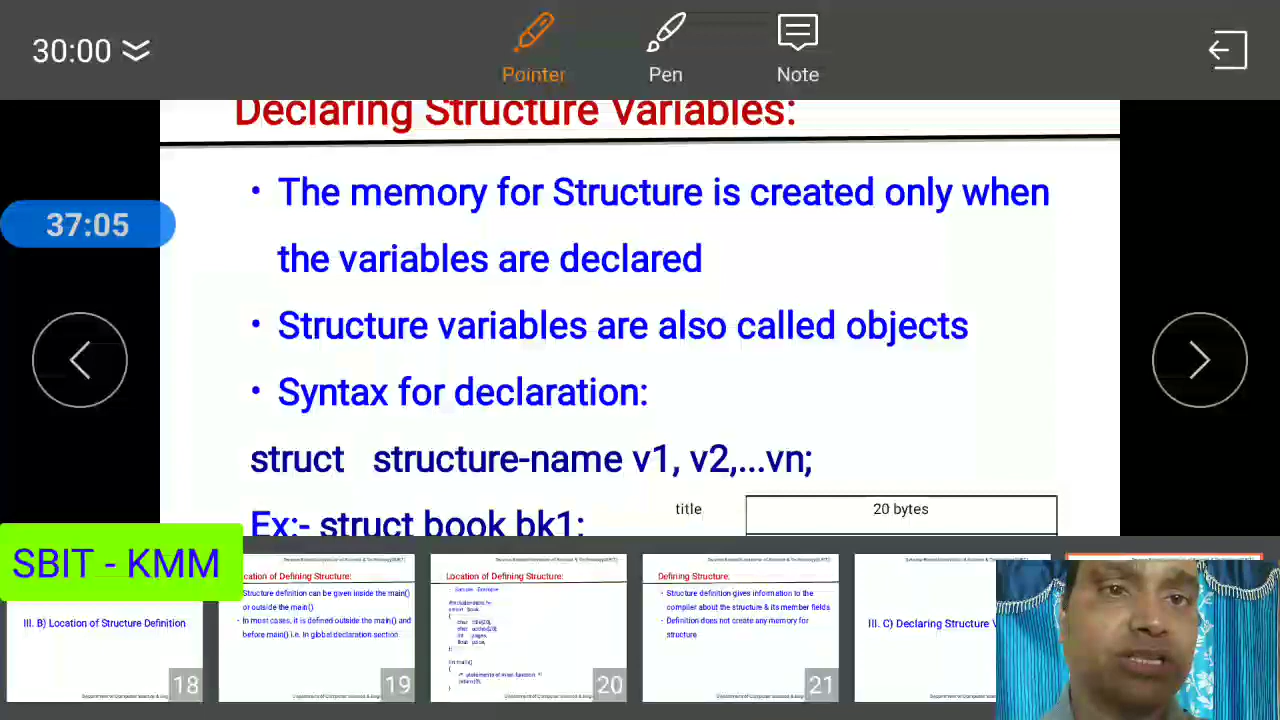 30:00
Pointer
Pen
Note
Declaring Structure Variables:
37:05
• The memory for Structure is created only when
the variables are declared
• Structure variables are also called objects
• Syntax for declaration:
struct structure-name v1, v2,...vn;
Ex:- struct book bk1;
title
20 bytes
SBIT - KMM
III. B) Location of Structure Definition
18
Location of Defining Structure:
Structure definition can be given inside the main()
or outside the main()
In most cases, it is defined outside the main() and
before main() i.e. in global declaration section
19
Location of Defining Structure:
20
Defining Structure:
• Structure definition gives information to the
compiler about the structure & its member fields
• Definition does not create any memory for
structure
21
III. C) Declaring Structure V